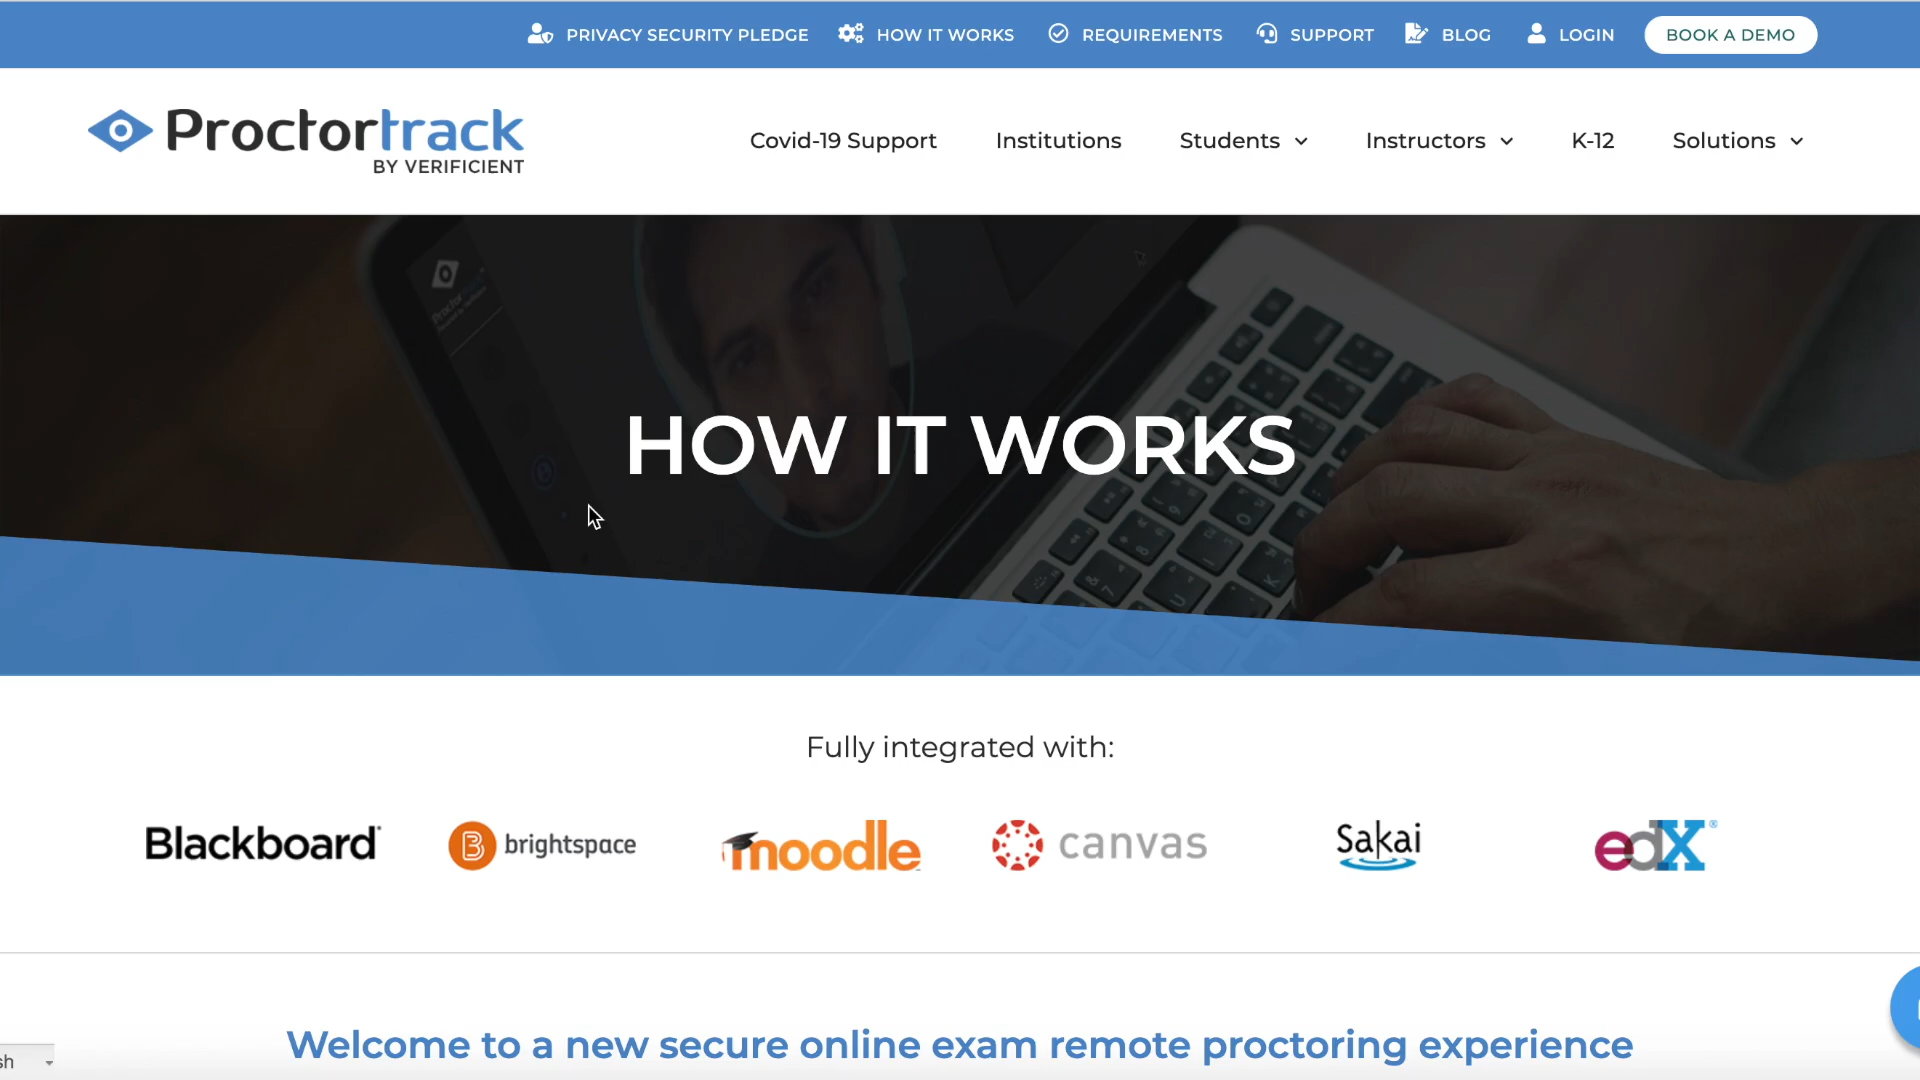 PRIVACY SECURITY PLEDGE HOW IT WORKS REQUIREMENTS SUPPORT BLOG LOGIN BOOK A DEMO
Proctortrack
BY VERIFICIENT
Covid-19 Support Institutions Students Instructors K-12 Solutions
HOW IT WORKS
Fully integrated with:
Blackboard brightspace moodle canvas Sakai edX
Welcome to a new secure online exam remote proctoring experience